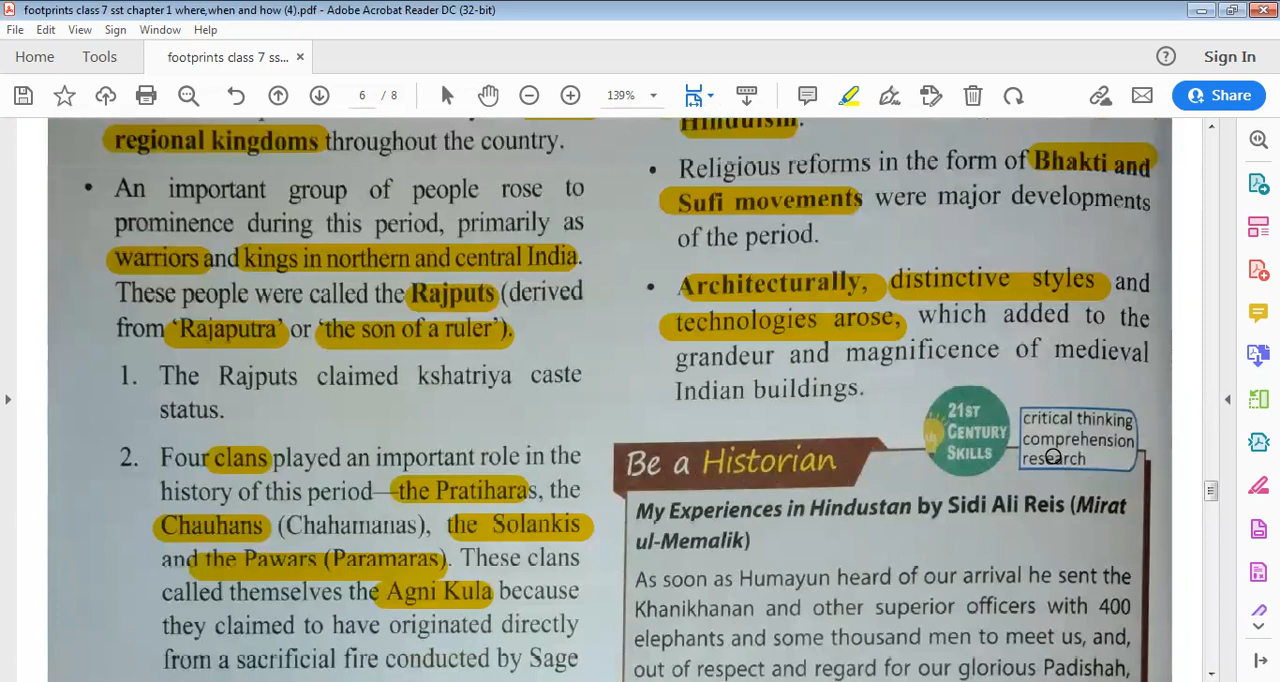 footprints class 7 sst chapter 1 where,when and how (4).pdf - Adobe Acrobat Reader DC (32-bit)
File Edit View Sign Window Help
Home Tools footprints class 7 ss... × Sign In
6 / 8 139% Share
regional kingdoms throughout the country.
• An important group of people rose to
prominence during this period, primarily as
warriors and kings in northern and central India.
These people were called the Rajputs (derived
from ‘Rajaputra’ or ‘the son of a ruler’).
1. The Rajputs claimed kshatriya caste
status.
2. Four clans played an important role in the
history of this period—the Pratiharas, the
Chauhans (Chahamanas), the Solankis
and the Pawars (Paramaras). These clans
called themselves the Agni Kula because
they claimed to have originated directly
from a sacrificial fire conducted by Sage
Hinduism.
• Religious reforms in the form of Bhakti and
Sufi movements were major developments
of the period.
• Architecturally, distinctive styles and
technologies arose, which added to the
grandeur and magnificence of medieval
Indian buildings.
21ST
CENTURY
SKILLS
critical thinking
comprehension
research
Be a Historian
My Experiences in Hindustan by Sidi Ali Reis (Mirat
ul-Memalik)
As soon as Humayun heard of our arrival he sent the
Khanikhanan and other superior officers with 400
elephants and some thousand men to meet us, and,
out of respect and regard for our glorious Padishah,